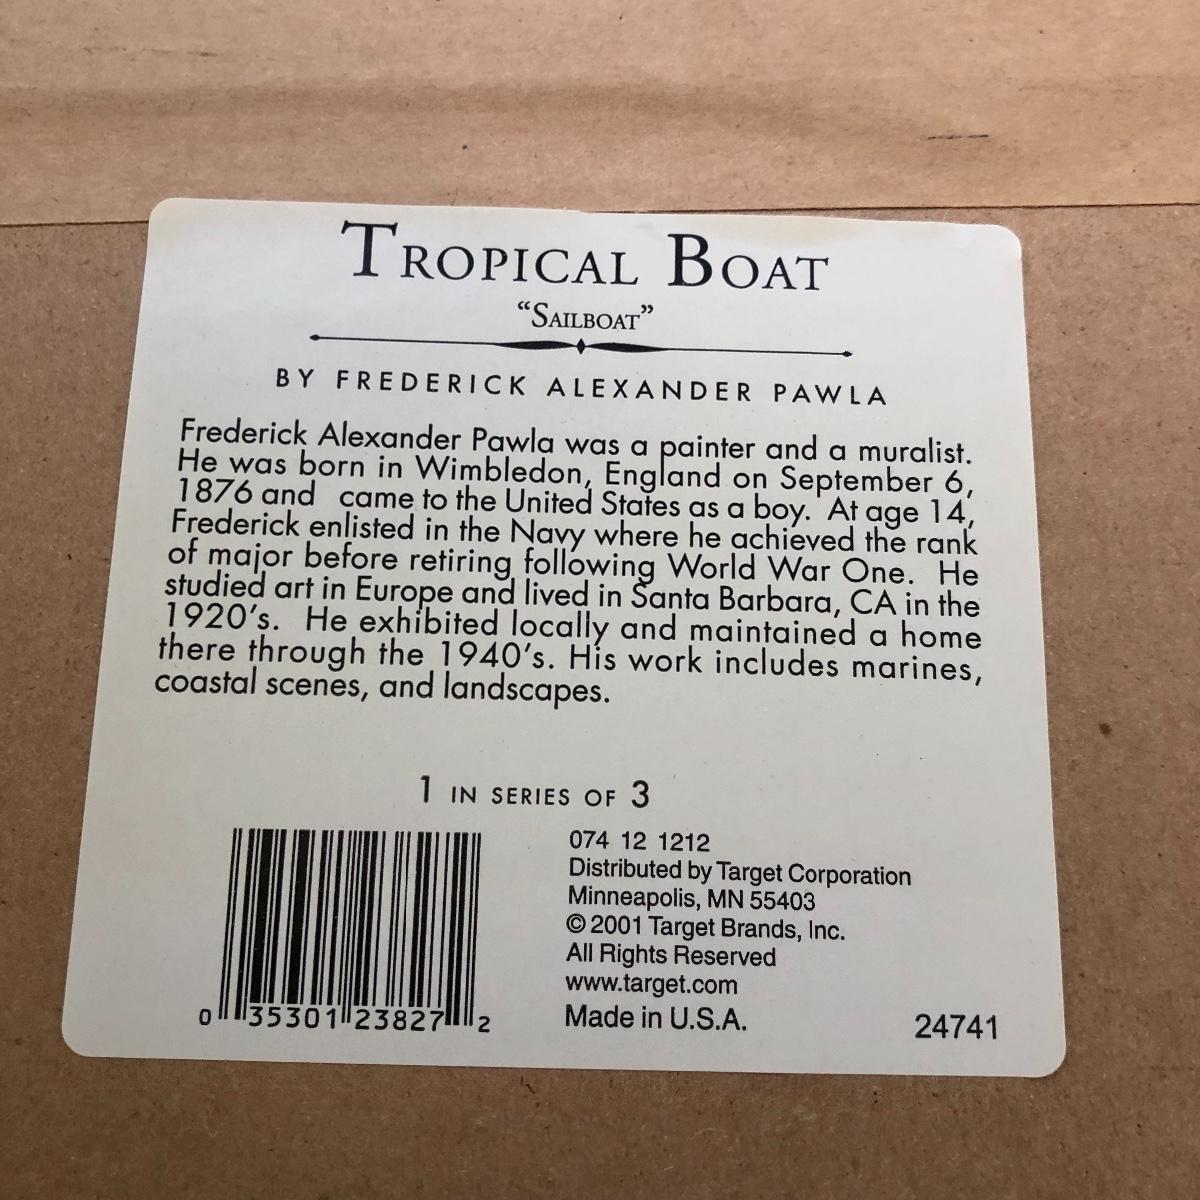 TROPICAL BOAT
“SAILBOAT”
BY FREDERICK ALEXANDER PAWLA
Frederick Alexander Pawla was a painter and a muralist.
He was born in Wimbledon, England on September 6,
1876 and came to the United States as a boy. At age 14,
Frederick enlisted in the Navy where he achieved the rank
of major before retiring following World War One. He
studied art in Europe and lived in Santa Barbara, CA in the
1920's. He exhibited locally and maintained a home
there through the 1940's. His work includes marines,
coastal scenes, and landscapes.
1 IN SERIES OF 3
074 12 1212
Distributed by Target Corporation
Minneapolis, MN 55403
© 2001 Target Brands, Inc.
All Rights Reserved
www.target.com
Made in U.S.A.
0 35301 23827 2
24741